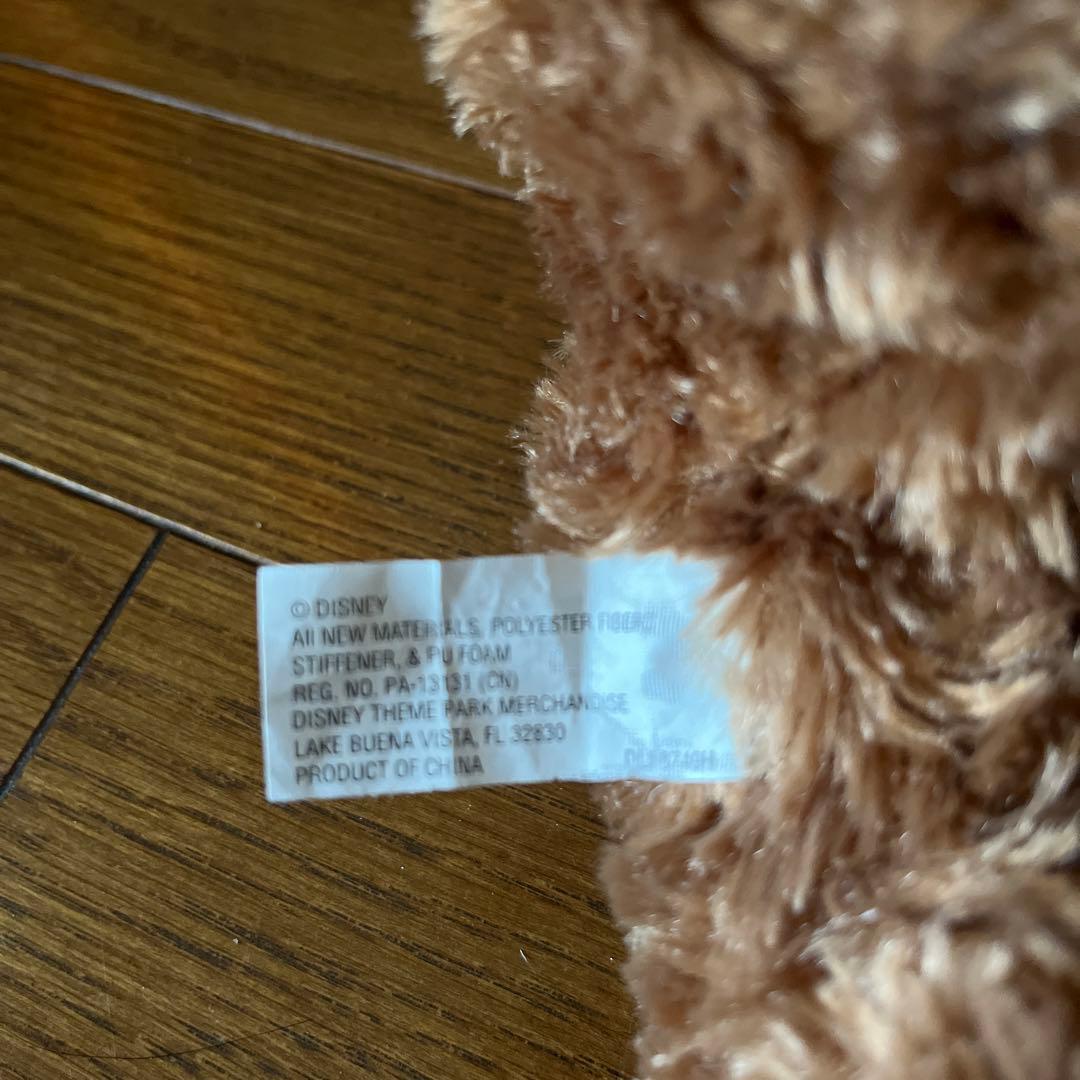 © DISNEY
All NEW MATERIALS, POLYESTER FIBER,
STIFFENER, & PU FOAM
REG. NO. PA-13131 (CN)
DISNEY THEME PARK MERCHANDISE
LAKE BUENA VISTA, FL 32830
PRODUCT OF CHINA